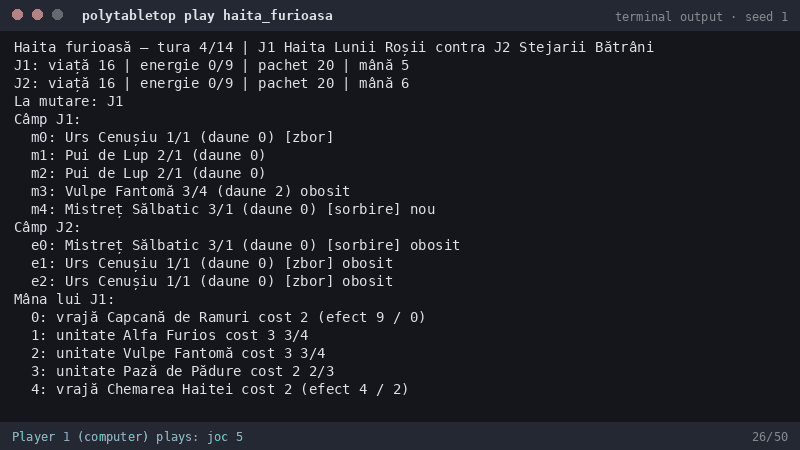 polytabletop play haita_furioasa
terminal output · seed 1
Haita furioasă — tura 4/14 | J1 Haita Lunii Roșii contra J2 Stejarii Bătrâni
J1: viață 16 | energie 0/9 | pachet 20 | mână 5
J2: viață 16 | energie 0/9 | pachet 20 | mână 6
La mutare: J1
Câmp J1:
m0: Urs Cenușiu 1/1 (daune 0) [zbor]
m1: Pui de Lup 2/1 (daune 0)
m2: Pui de Lup 2/1 (daune 0)
m3: Vulpe Fantomă 3/4 (daune 2) obosit
m4: Mistreț Sălbatic 3/1 (daune 0) [sorbire] nou
Câmp J2:
e0: Mistreț Sălbatic 3/1 (daune 0) [sorbire] obosit
e1: Urs Cenușiu 1/1 (daune 0) [zbor] obosit
e2: Urs Cenușiu 1/1 (daune 0) [zbor] obosit
Mâna lui J1:
0: vrajă Capcană de Ramuri cost 2 (efect 9 / 0)
1: unitate Alfa Furios cost 3 3/4
2: unitate Vulpe Fantomă cost 3 3/4
3: unitate Pază de Pădure cost 2 2/3
4: vrajă Chemarea Haitei cost 2 (efect 4 / 2)
Player 1 (computer) plays: joc 5
26/50